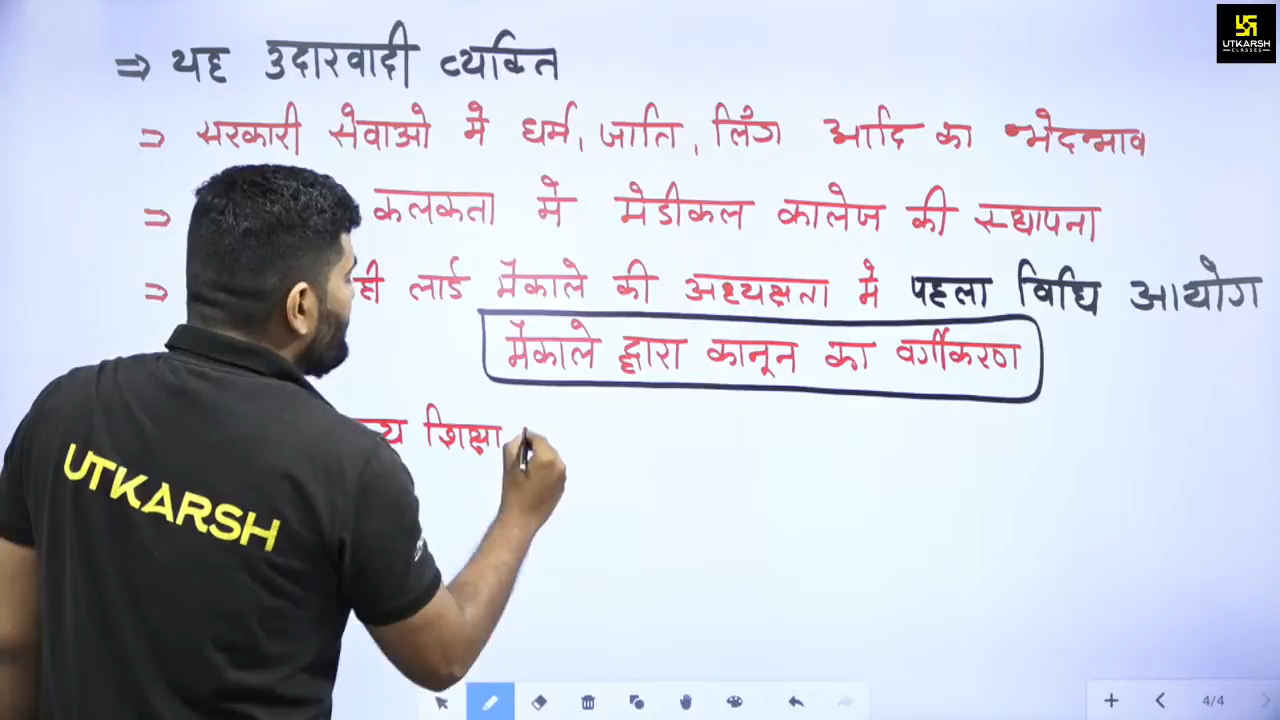 UTKARSH
CLASSES
⇒ यह उदारवादी व्यक्ति
⇒ सरकारी सेवाओ में धर्म, जाति, लिंग आदि का भेदभाव
⇒ कलकता में मेडीकल कालेज की स्थापना
⇒ ही लार्ड मैकाले की अध्यक्षता में पहला विधि आयोग
मैकाले द्वारा कानून का वर्गीकरण
शिक्षा
UTKARSH
4/4